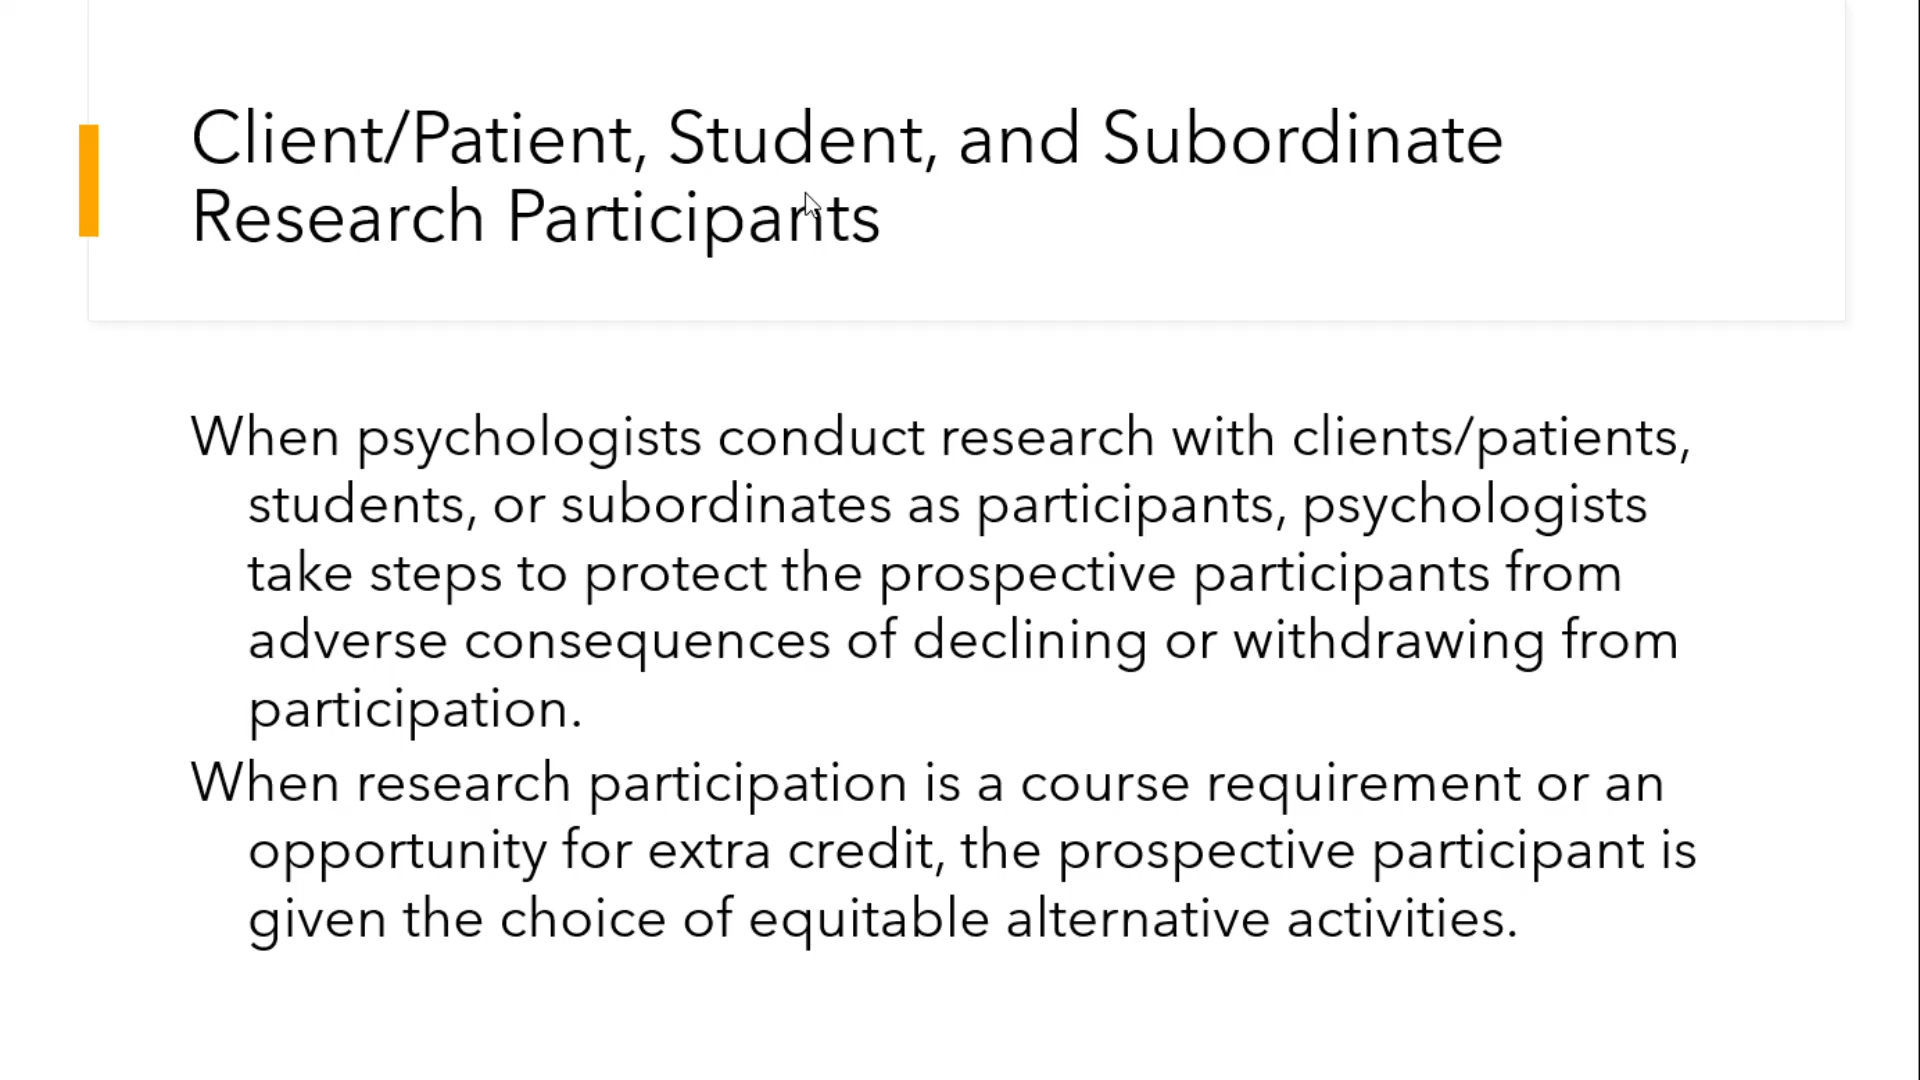 Client/Patient, Student, and Subordinate
Research Participants
When psychologists conduct research with clients/patients,
students, or subordinates as participants, psychologists
take steps to protect the prospective participants from
adverse consequences of declining or withdrawing from
participation.
When research participation is a course requirement or an
opportunity for extra credit, the prospective participant is
given the choice of equitable alternative activities.